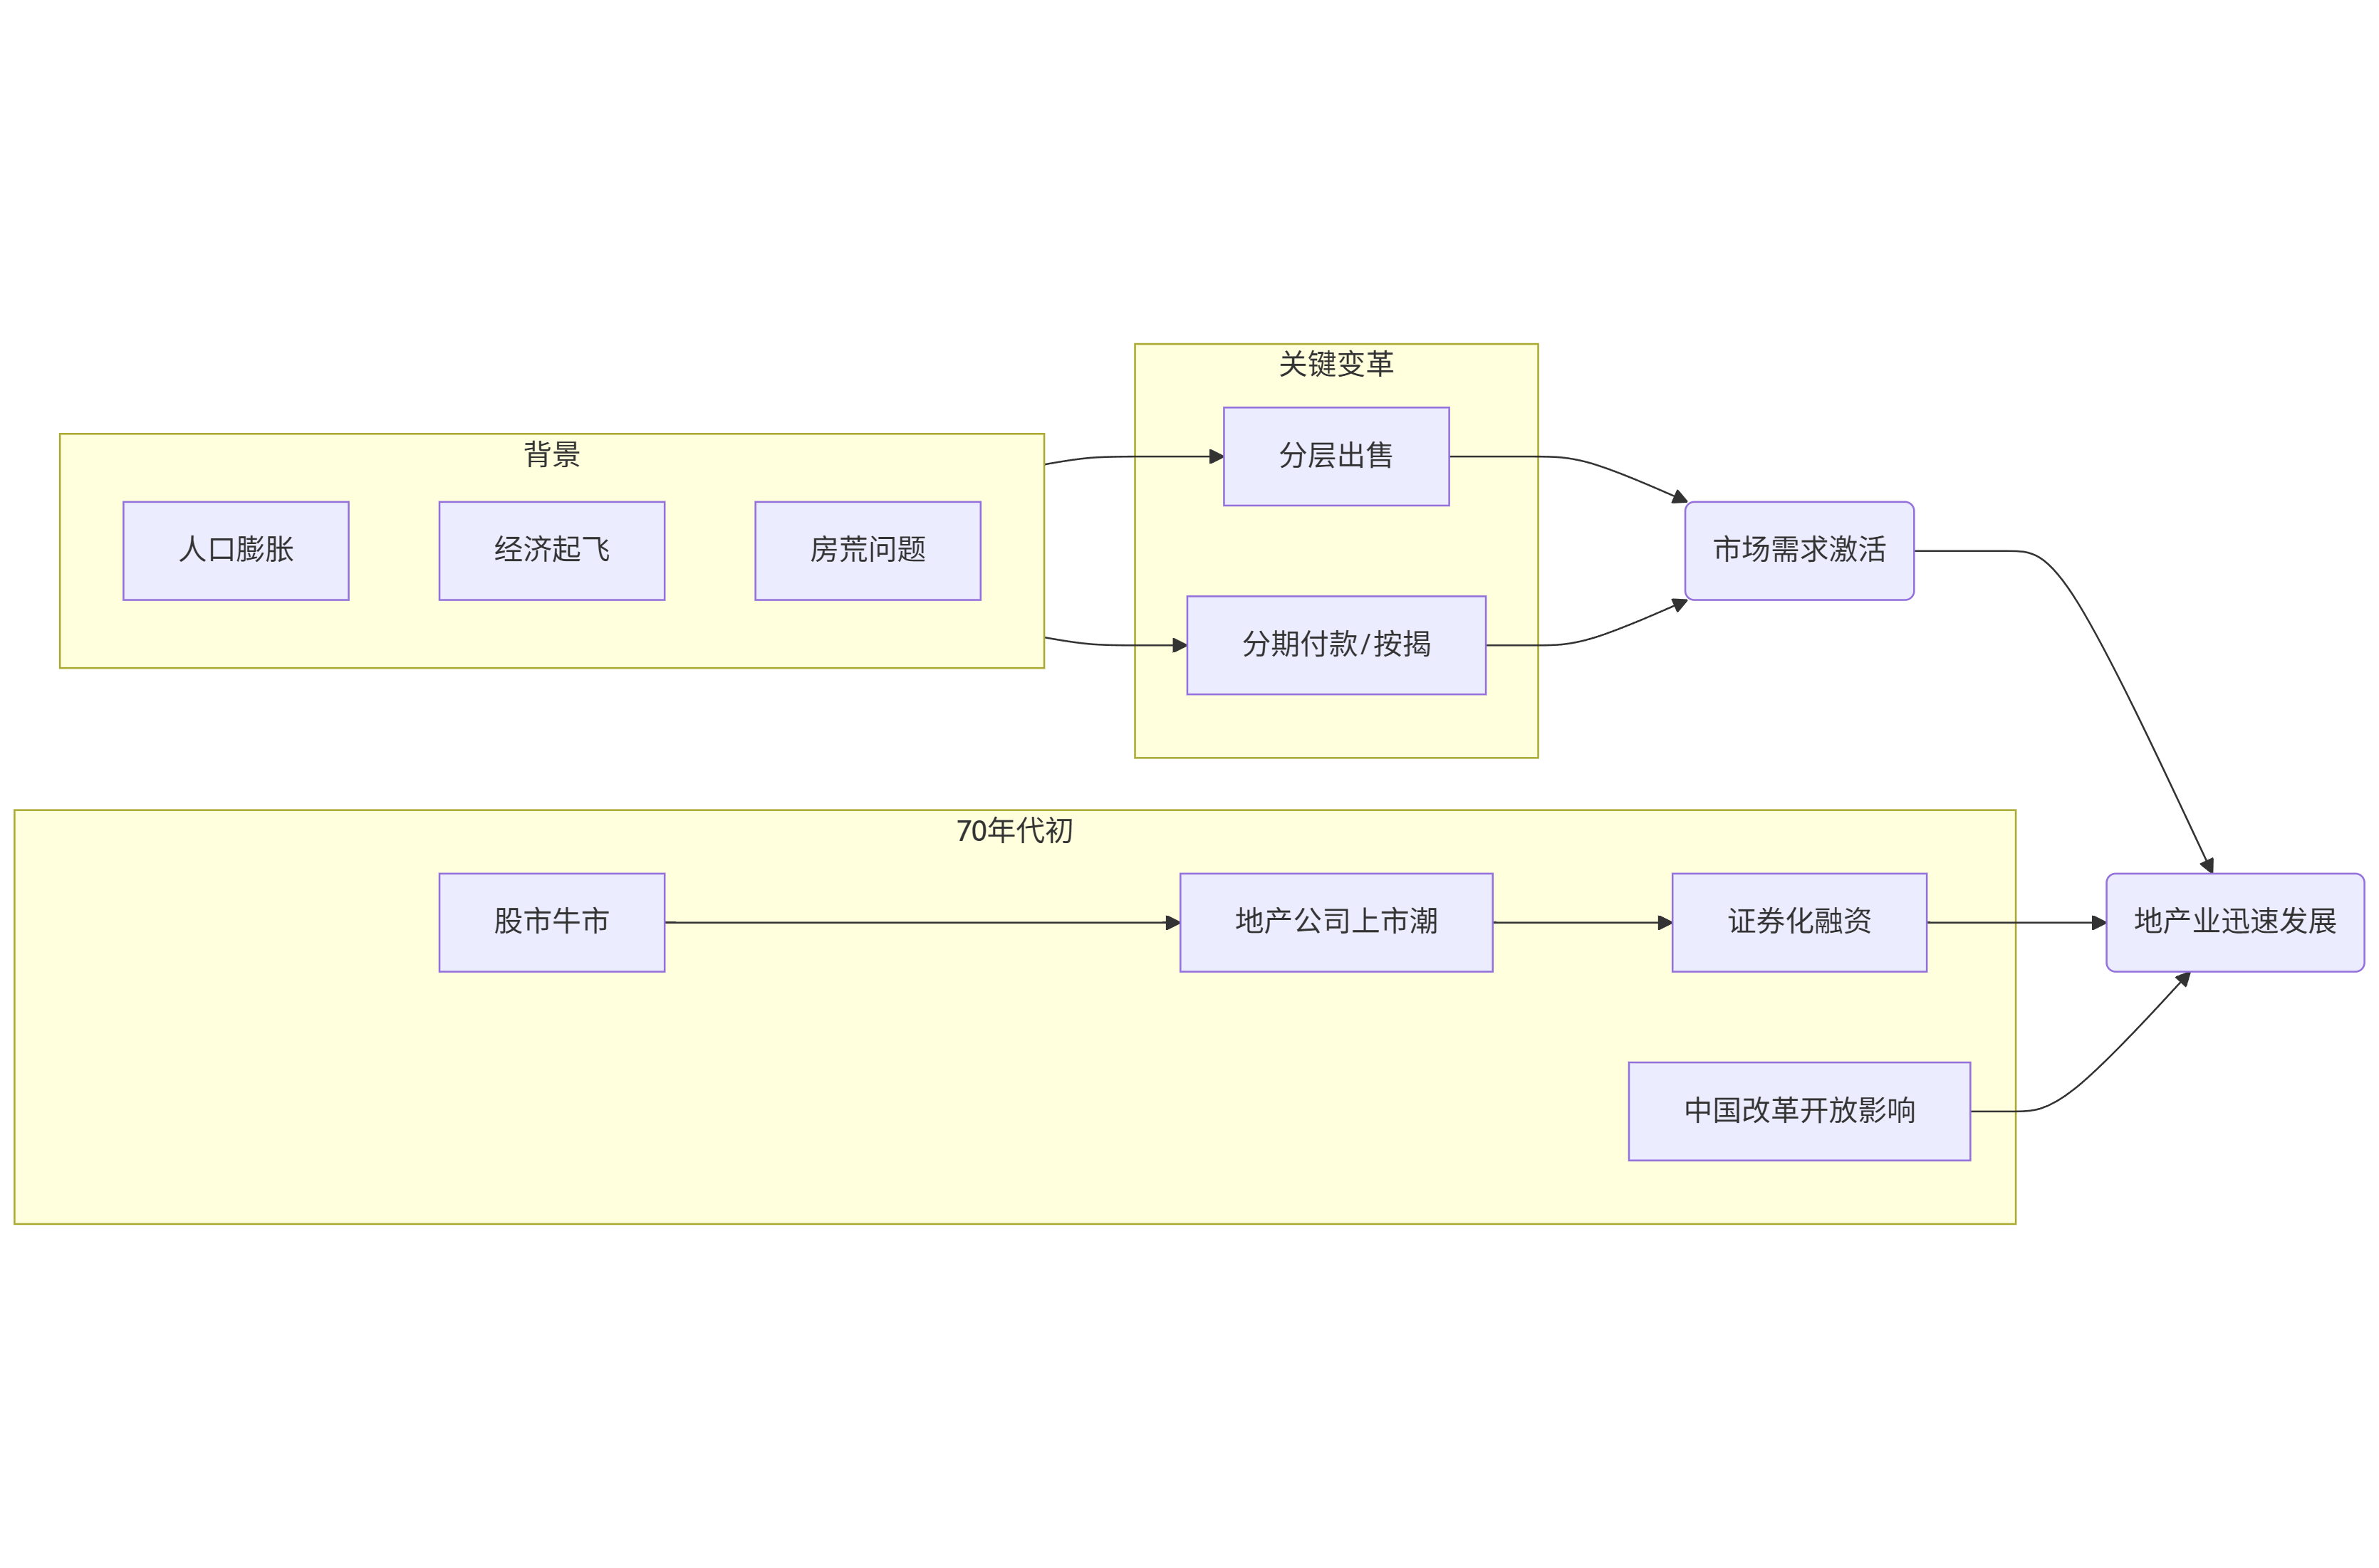 关键变革
分层出售
背景
人口膨胀
经济起飞
房荒问题
市场需求激活
分期付款/按揭
70年代初
股市牛市
地产公司上市潮
证券化融资
地产业迅速发展
中国改革开放影响